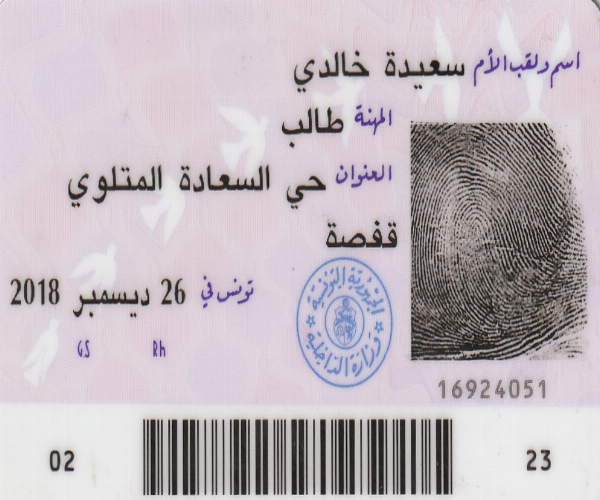 اسم ولقب الأم سعيدة خالدي
المهنة طالب
العنوان حي السعادة المتلوي
قفصة
تونس في 26 ديسمبر 2018
GS Rh
الجمهورية التونسية
وزارة الداخلية
16924051
02 23